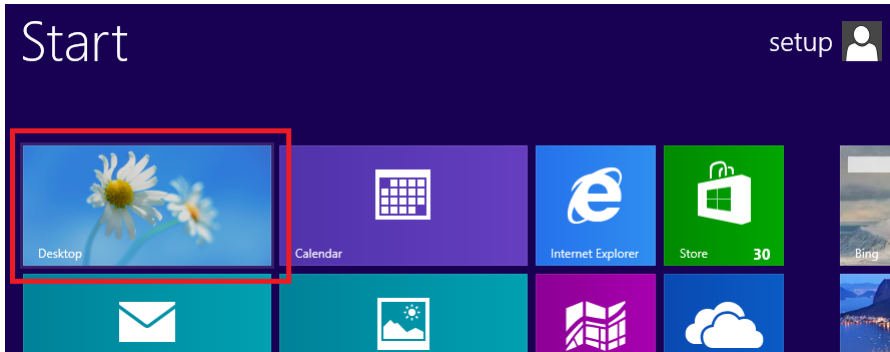 Start
setup
Desktop
Calendar
Internet Explorer
Store
30
Bing